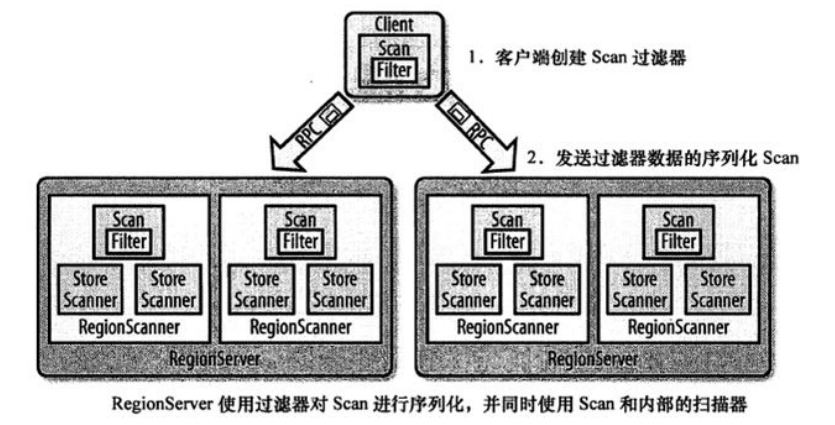 Client
Scan
Filter
1. 客户端创建 Scan 过滤器
RPC
RPC
2. 发送过滤器数据的序列化 Scan
Scan
Filter
Store Scanner
Store Scanner
RegionScanner
Scan
Filter
Store Scanner
Store Scanner
RegionScanner
RegionServer
Scan
Filter
Store Scanner
Store Scanner
RegionScanner
Scan
Filter
Store Scanner
Store Scanner
RegionScanner
RegionServer
RegionServer 使用过滤器对 Scan 进行序列化，并同时使用 Scan 和内部的扫描器